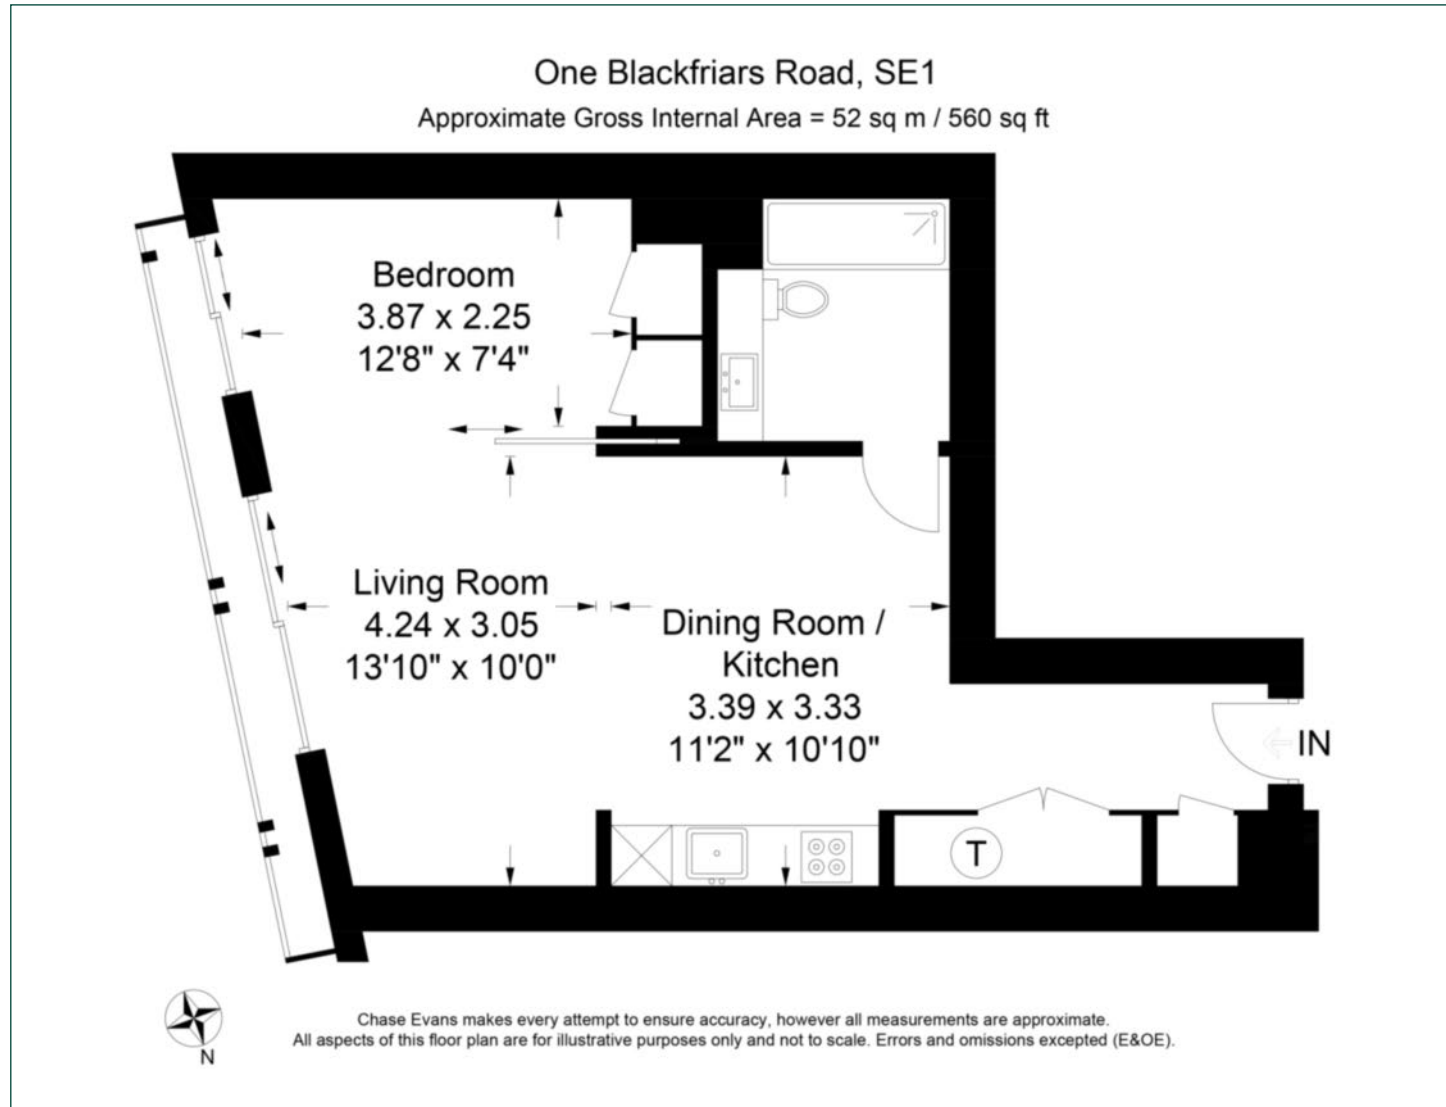 One Blackfriars Road, SE1
Approximate Gross Internal Area = 52 sq m / 560 sq ft
Bedroom
3.87 x 2.25
12'8" x 7'4"
Living Room
4.24 x 3.05
13'10" x 10'0"
Dining Room /
Kitchen
3.39 x 3.33
11'2" x 10'10"
IN
T
N
Chase Evans makes every attempt to ensure accuracy, however all measurements are approximate.
All aspects of this floor plan are for illustrative purposes only and not to scale. Errors and omissions excepted (E&OE).